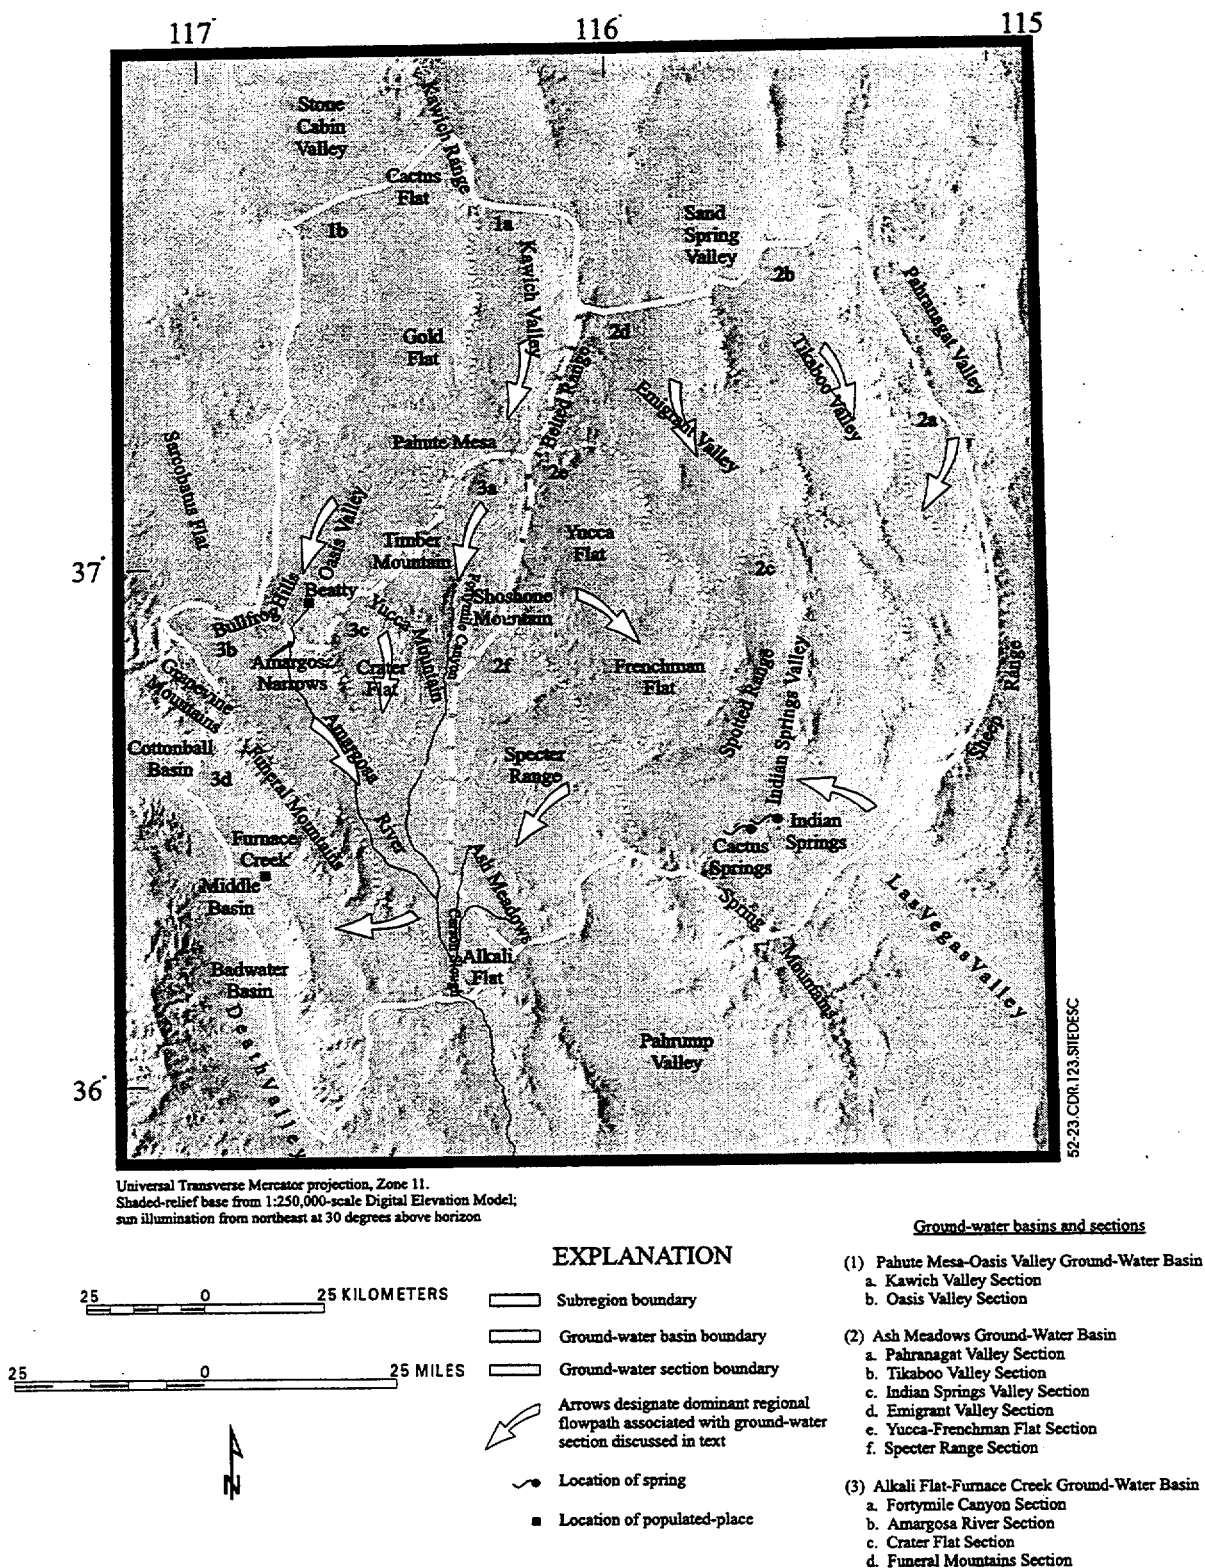 117°
116°
115
Stone
Cabin
Valley
Kawich Range
Cactus
Flat
1b
1a
Sand
Spring
Valley
2b
Kawich Valley
Pahranagat Valley
Gold
Flat
2d
Belted Range
Tikaboo Valley
Emigrant Valley
2a
Pahute Mesa
Sarcobatus Flat
3a
2e
Oasis Valley
Timber
Mountain
Yucca
Flat
37°
2c
Beatty
Fortymile Canyon
Shoshone
Mountain
Bullfrog Hills
Yucca
Mountain
3b
3c
Amargosa
Narrows
Crater
Flat
2f
Frenchman
Flat
Grapevine
Mountains
Spotted Range
Indian Springs Valley
Sheep
Range
Cottonball
Basin
3d
Amargosa
River
Specter
Range
Funeral Mountains
Furnace
Creek
Indian
Springs
Cactus
Springs
Ash Meadows
Middle
Basin
Spring
Mountains
Las Vegas Valley
Carson Slough
Alkali
Flat
Badwater
Basin
Death Valley
Pahrump
Valley
36°
52-23.CDR.123.SITEDESC
Universal Transverse Mercator projection, Zone 11.
Shaded-relief base from 1:250,000-scale Digital Elevation Model;
sun illumination from northeast at 30 degrees above horizon
25 0 25 KILOMETERS
25 0 25 MILES
N
EXPLANATION
Subregion boundary
Ground-water basin boundary
Ground-water section boundary
Arrows designate dominant regional
flowpath associated with ground-water
section discussed in text
Location of spring
Location of populated-place
Ground-water basins and sections
(1) Pahute Mesa-Oasis Valley Ground-Water Basin
a. Kawich Valley Section
b. Oasis Valley Section
(2) Ash Meadows Ground-Water Basin
a. Pahranagat Valley Section
b. Tikaboo Valley Section
c. Indian Springs Valley Section
d. Emigrant Valley Section
e. Yucca-Frenchman Flat Section
f. Specter Range Section
(3) Alkali Flat-Furnace Creek Ground-Water Basin
a. Fortymile Canyon Section
b. Amargosa River Section
c. Crater Flat Section
d. Funeral Mountains Section